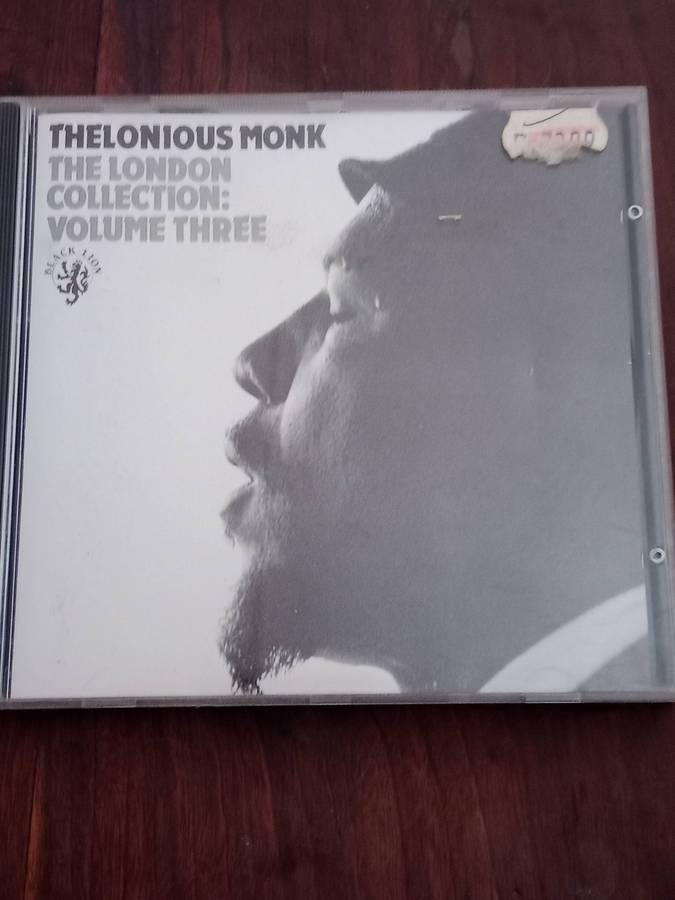 THELONIOUS MONK
THE LONDON
COLLECTION:
VOLUME THREE
BLACK LION